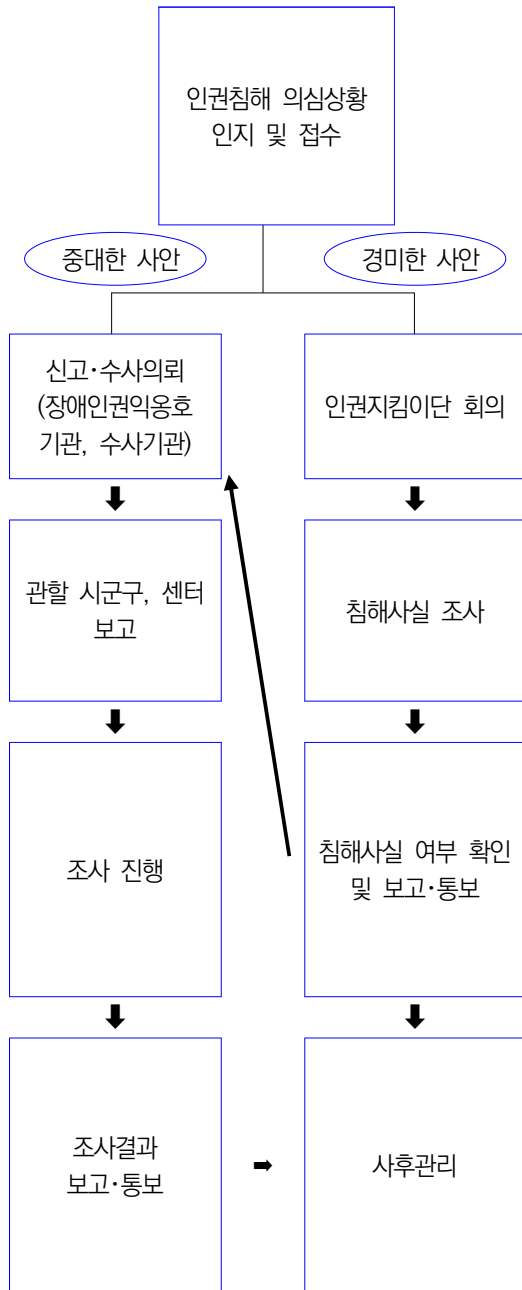 인권침해 의심상황
인지 및 접수
중대한 사안
경미한 사안
신고·수사의뢰
(장애인권익옹호
기관, 수사기관)
인권지킴이단 회의
관할 시군구, 센터
보고
침해사실 조사
조사 진행
침해사실 여부 확인
및 보고·통보
조사결과
보고·통보
사후관리